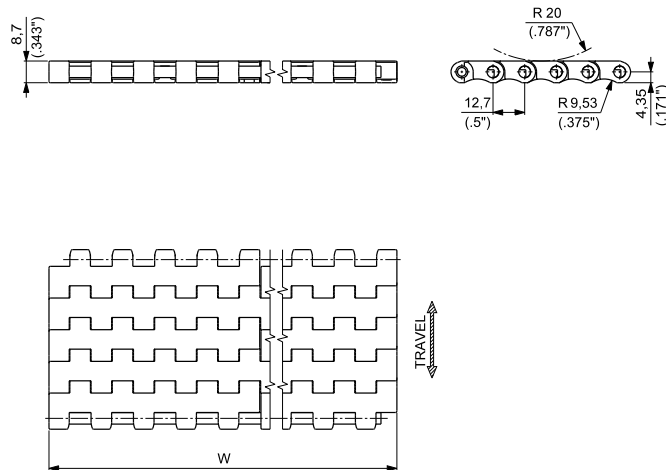 8,7
(.343")
R 20
(.787")
12,7
(.5")
R 9,53
(.375")
4,35
(.171")
TRAVEL
W